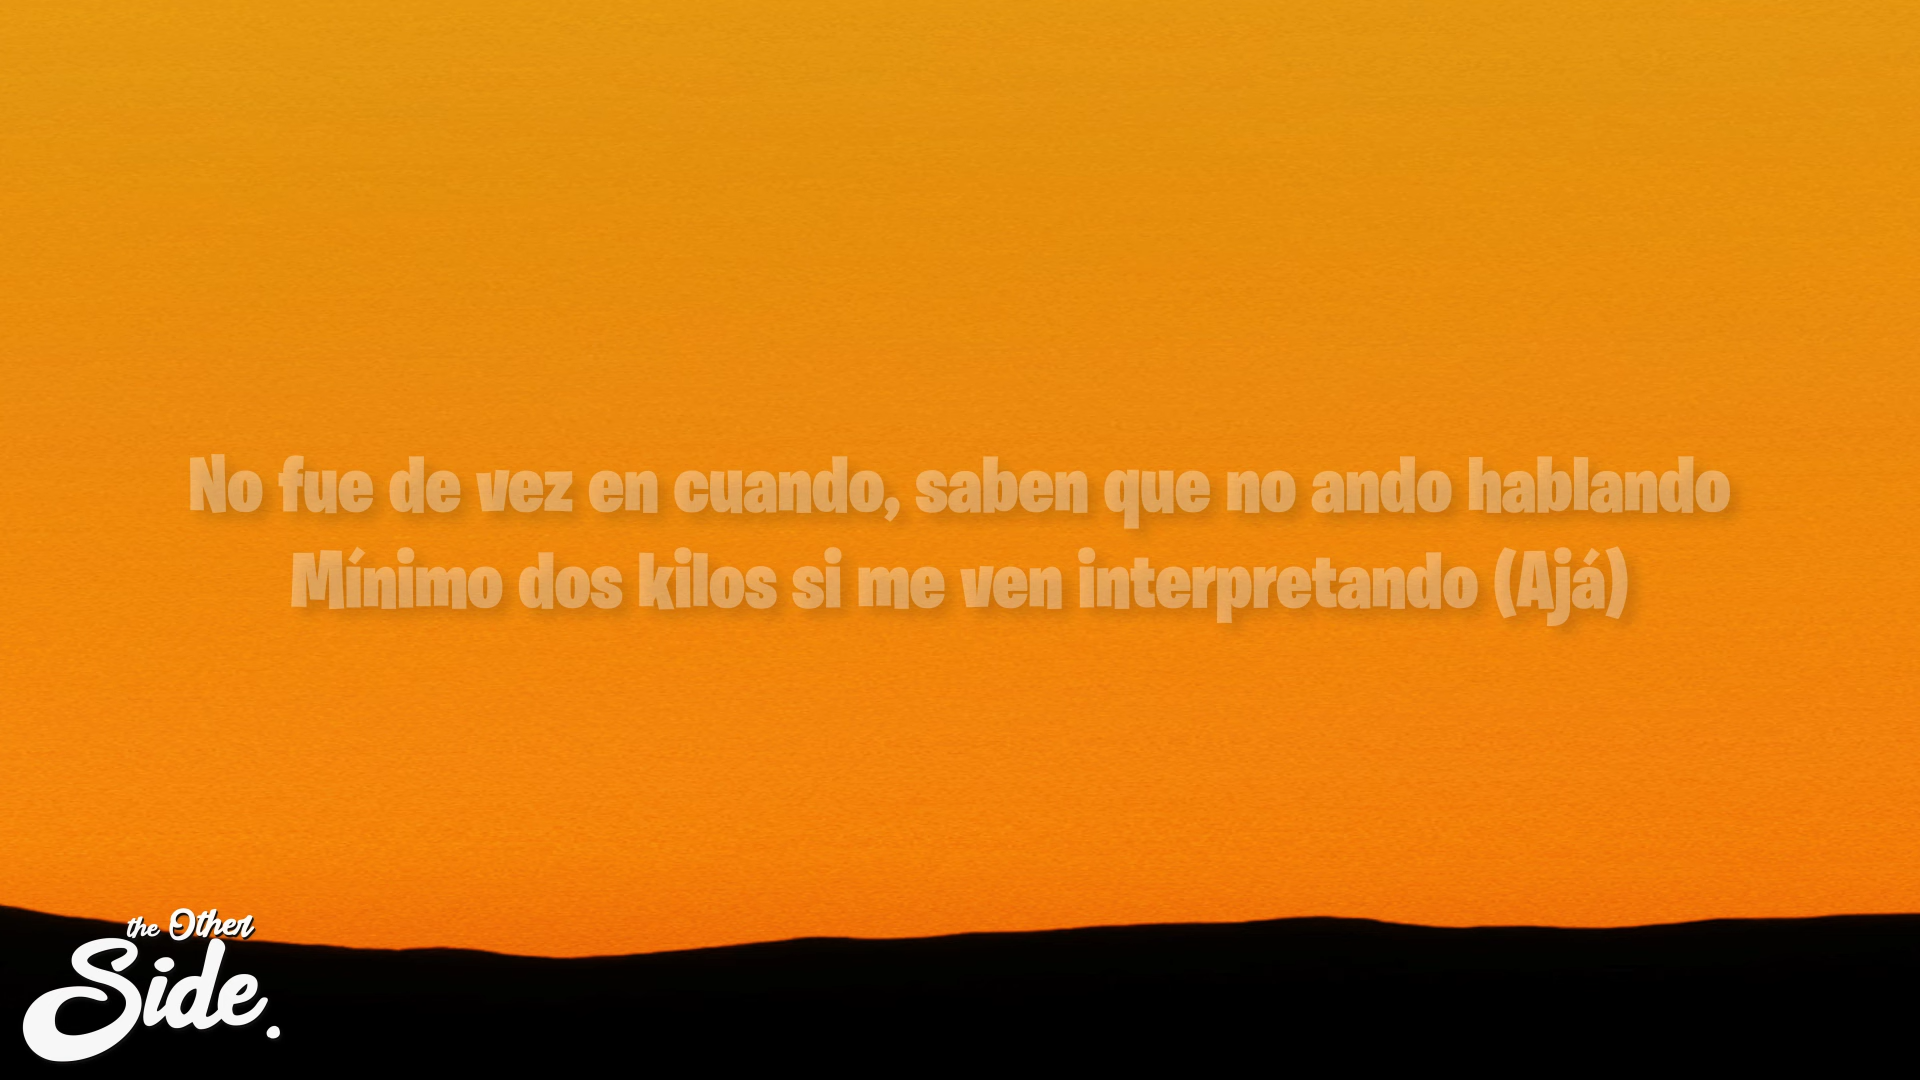 No fue de vez en cuando, saben que no ando hablando
Mínimo dos kilos si me ven interpretando (Ajá)
the Other
Side.